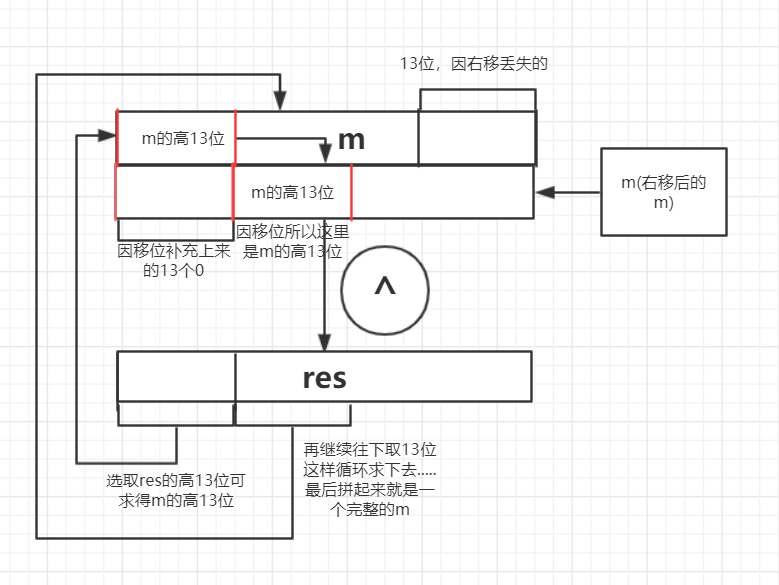 13位，因右移丢失的
m的高13位
m
m的高13位
m(右移后的
m)
因移位补充上来
的13个0
因移位所以这里
是m的高13位
^
res
选取res的高13位可
求得m的高13位
再继续往下取13位
这样循环求下去.....
最后拼起来就是一
个完整的m